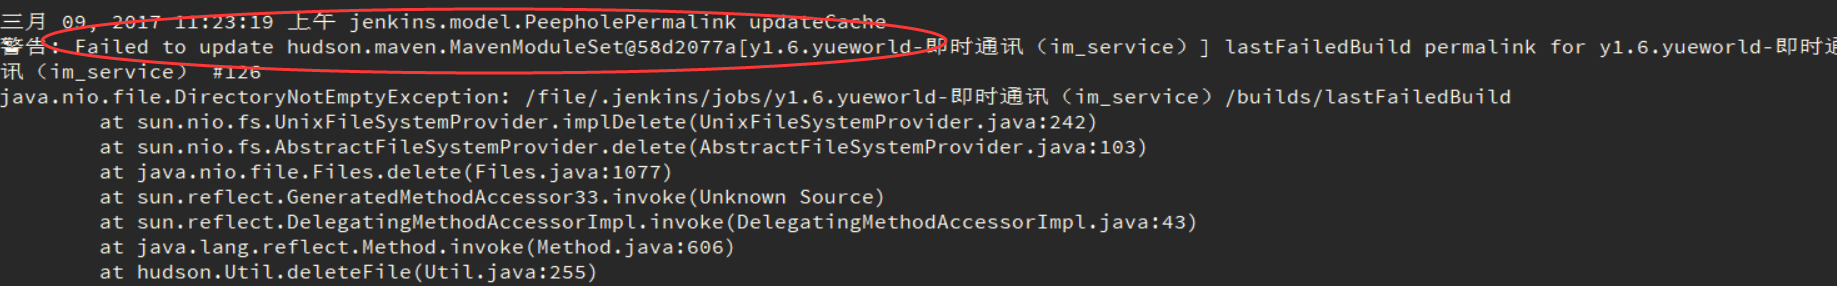 三月 09, 2017 11:23:19 上午 jenkins.model.PeepholePermalink updateCache
警告: Failed to update hudson.maven.MavenModuleSet@58d2077a[y1.6.yueworld-即时通讯（im_service）] lastFailedBuild permalink for y1.6.yueworld-即时通
讯（im_service） #126
java.nio.file.DirectoryNotEmptyException: /file/.jenkins/jobs/y1.6.yueworld-即时通讯（im_service）/builds/lastFailedBuild
at sun.nio.fs.UnixFileSystemProvider.implDelete(UnixFileSystemProvider.java:242)
at sun.nio.fs.AbstractFileSystemProvider.delete(AbstractFileSystemProvider.java:103)
at java.nio.file.Files.delete(Files.java:1077)
at sun.reflect.GeneratedMethodAccessor33.invoke(Unknown Source)
at sun.reflect.DelegatingMethodAccessorImpl.invoke(DelegatingMethodAccessorImpl.java:43)
at java.lang.reflect.Method.invoke(Method.java:606)
at hudson.Util.deleteFile(Util.java:255)